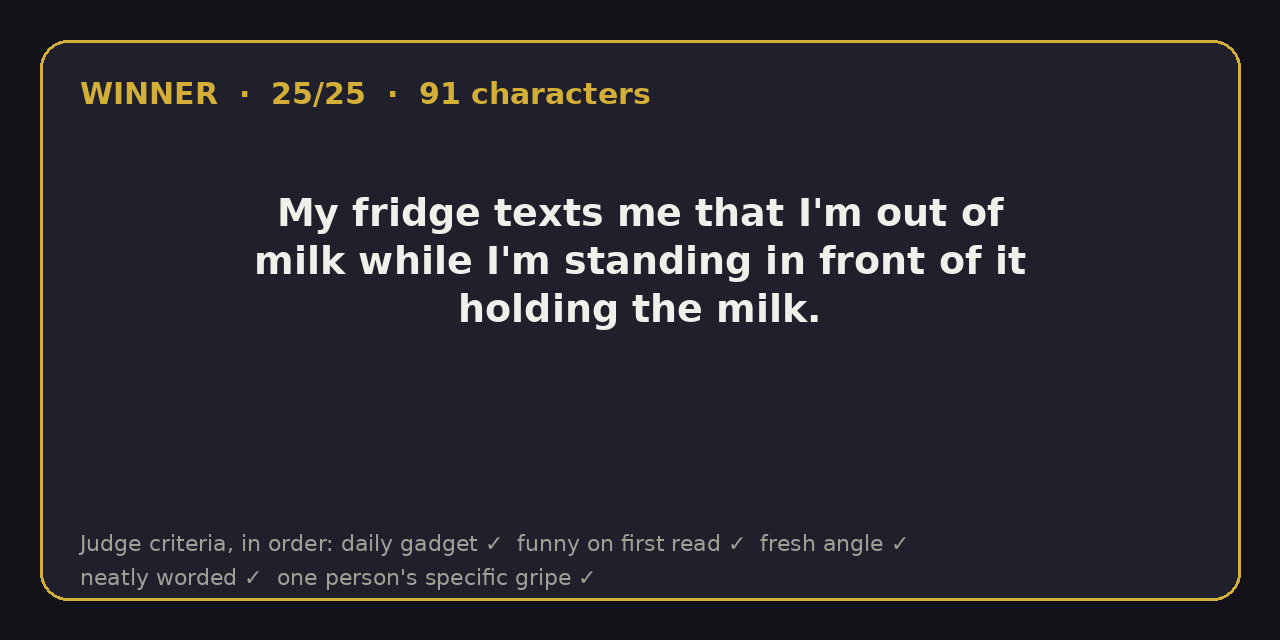 WINNER · 25/25 · 91 characters
My fridge texts me that I'm out of
milk while I'm standing in front of it
holding the milk.
Judge criteria, in order: daily gadget ✓ funny on first read ✓ fresh angle ✓
neatly worded ✓ one person's specific gripe ✓